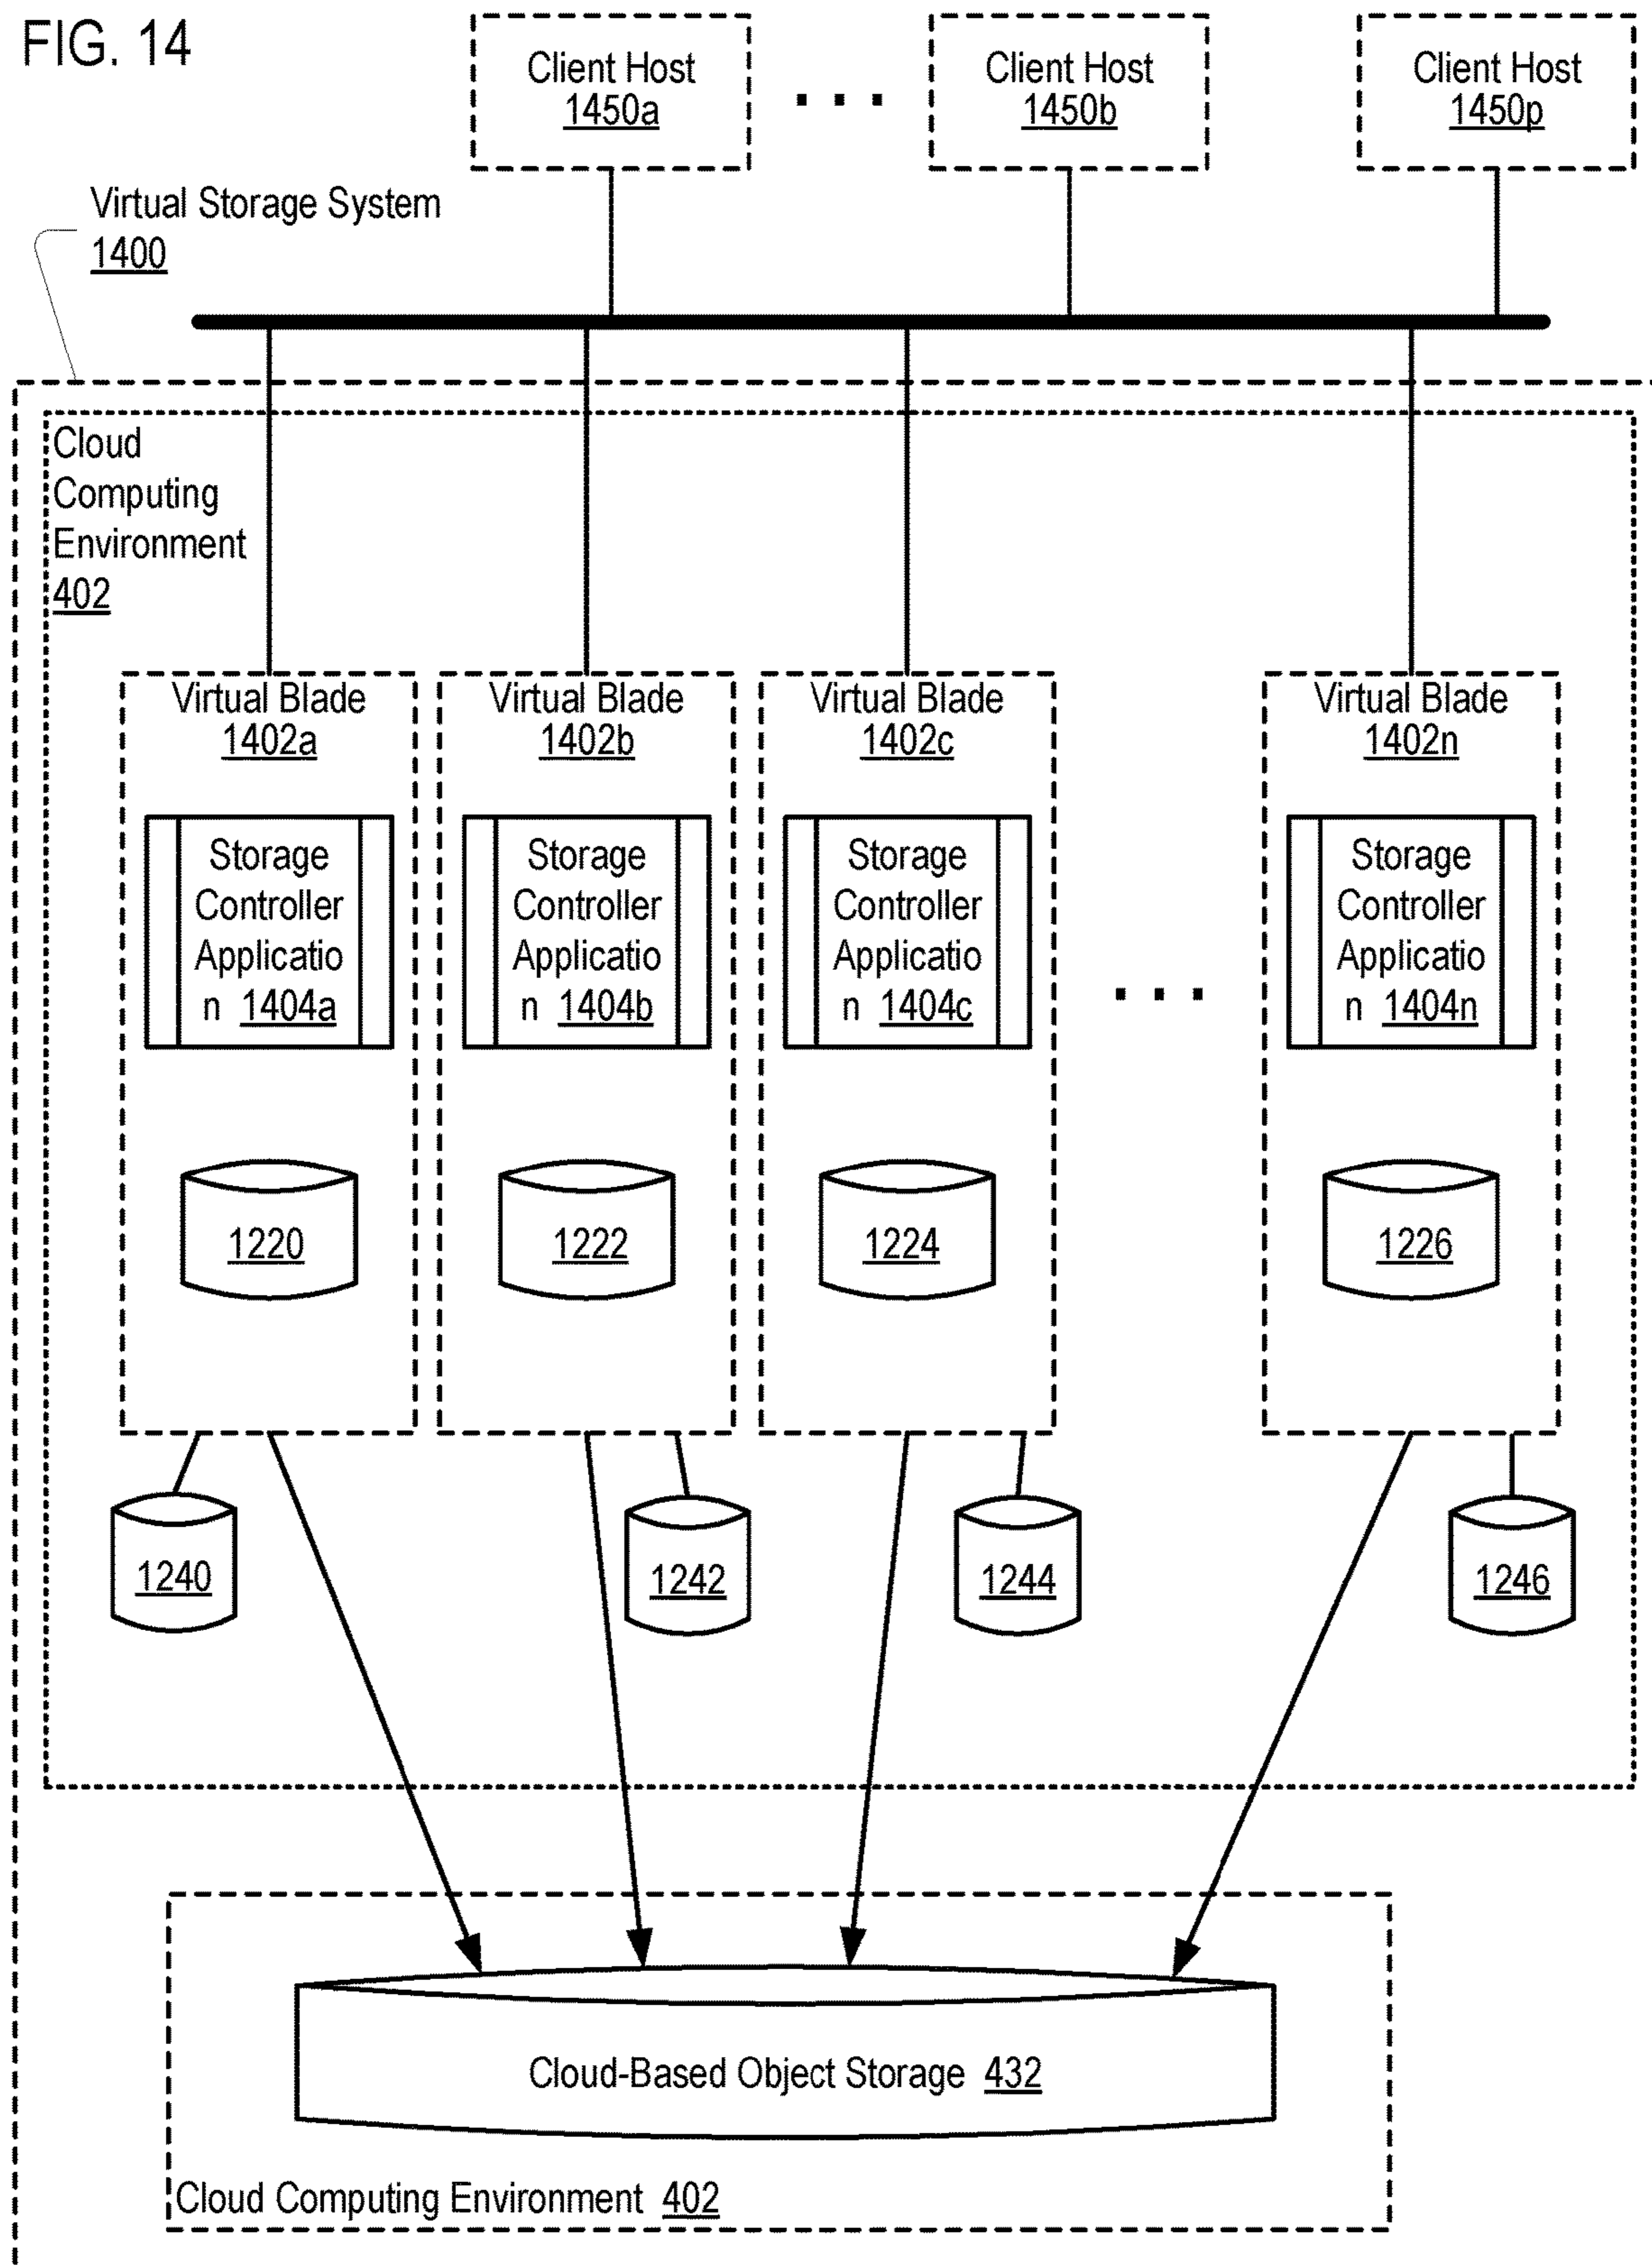 FIG. 14
Client Host
1450a
Client Host
1450b
Client Host
1450p
Virtual Storage System
1400
Cloud
Computing
Environment
402
Virtual Blade
1402a
Virtual Blade
1402b
Virtual Blade
1402c
Virtual Blade
1402n
Storage
Controller
Applicatio
n 1404a
Storage
Controller
Applicatio
n 1404b
Storage
Controller
Applicatio
n 1404c
Storage
Controller
Applicatio
n 1404n
1220
1222
1224
1226
1240
1242
1244
1246
Cloud-Based Object Storage 432
Cloud Computing Environment 402